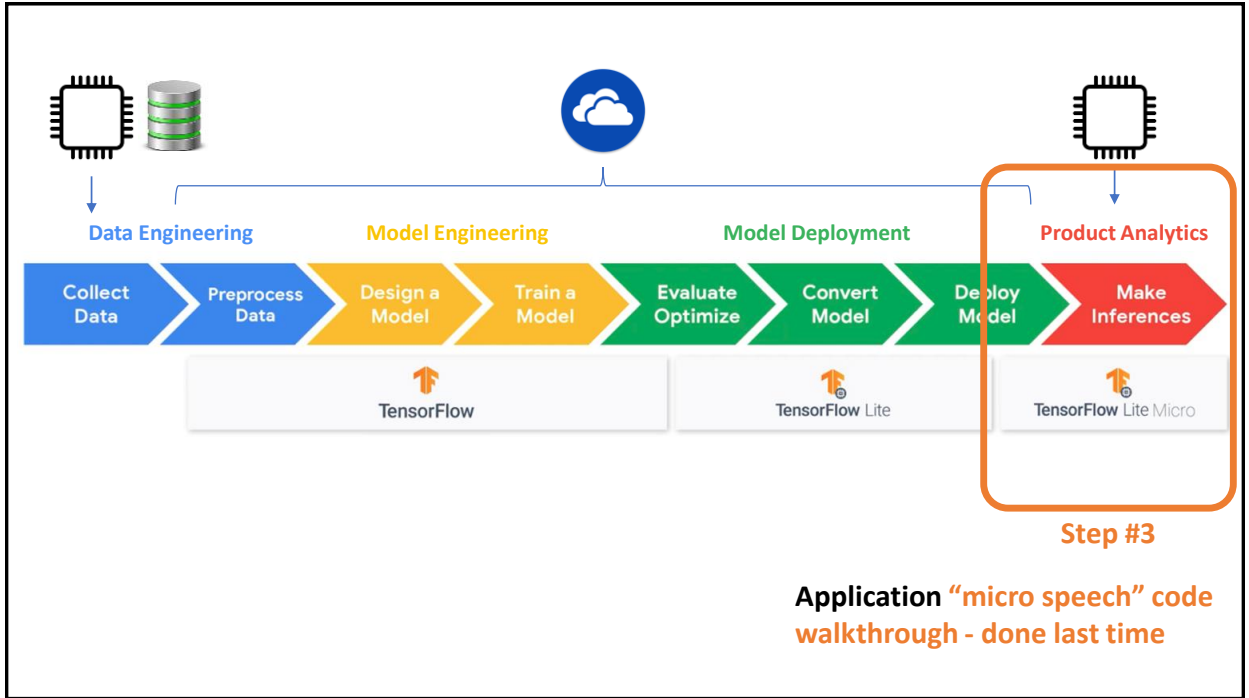 Data Engineering
Model Engineering
Model Deployment
Product Analytics
Collect
Data
Preprocess
Data
Design a
Model
Train a
Model
Evaluate
Optimize
Convert
Model
Deploy
Model
Make
Inferences
TensorFlow
TensorFlow Lite
TensorFlow Lite Micro
Step #3
Application “micro speech” code
walkthrough - done last time